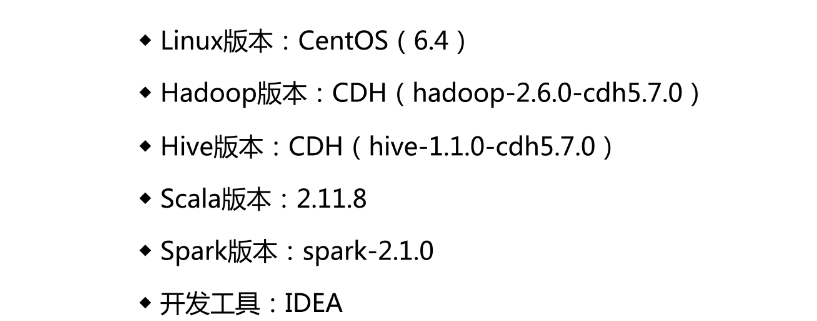 ◆ Linux版本：CentOS（6.4）
◆ Hadoop版本：CDH（hadoop-2.6.0-cdh5.7.0）
◆ Hive版本：CDH（hive-1.1.0-cdh5.7.0）
◆ Scala版本：2.11.8
◆ Spark版本：spark-2.1.0
◆ 开发工具：IDEA